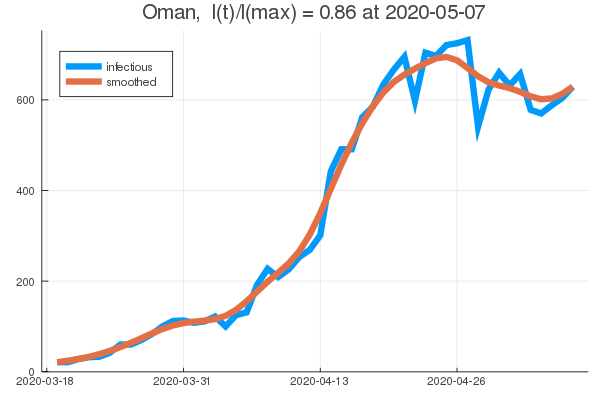 Oman,  I(t)/I(max) = 0.86 at 2020-05-07
infectious
smoothed
600
400
200
0
2020-03-18 2020-03-31 2020-04-13 2020-04-26